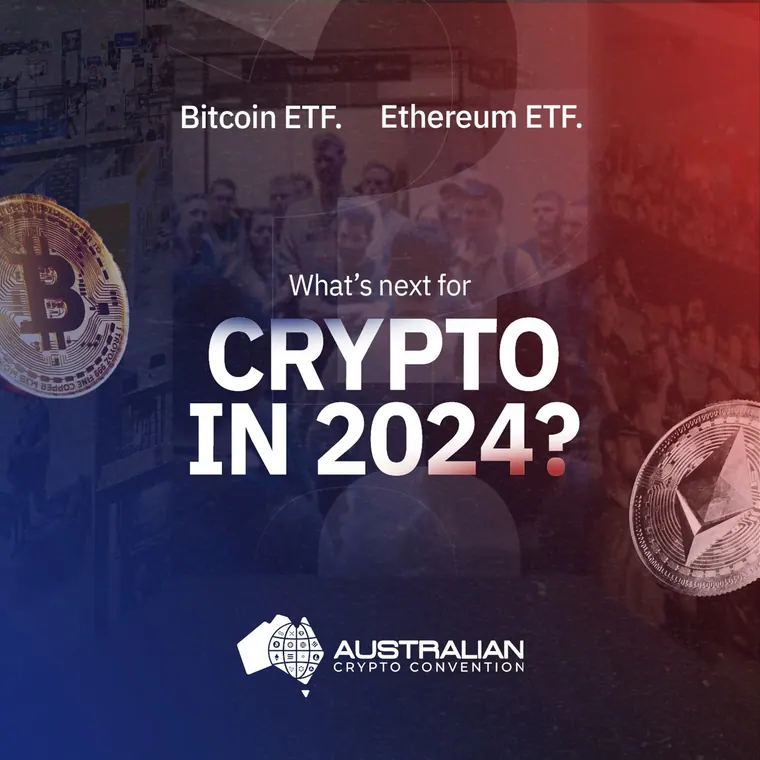 Bitcoin ETF. Ethereum ETF.
What’s next for
CRYPTO
IN 2024?
AUSTRALIAN
CRYPTO CONVENTION